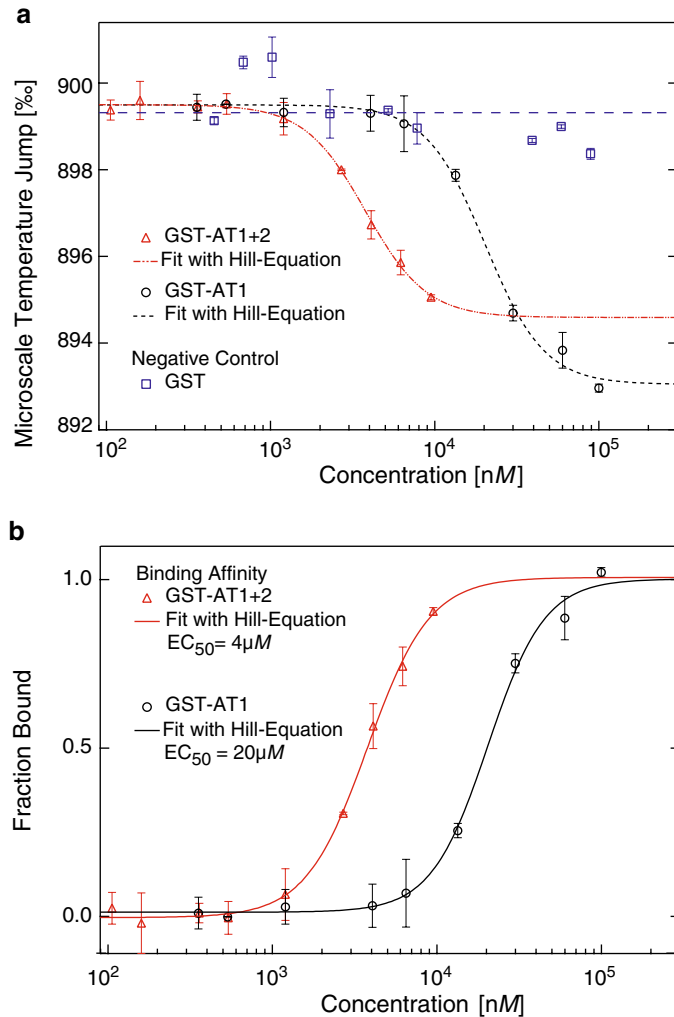 a
Microscale Temperature Jump [‰]
900
898
896
894
892
GST-AT1+2
Fit with Hill-Equation
GST-AT1
Fit with Hill-Equation
Negative Control
GST
10²
10³
10⁴
10⁵
Concentration [nM]
b
Fraction Bound
1.0
0.5
0.0
Binding Affinity
GST-AT1+2
Fit with Hill-Equation
EC₅₀= 4µM
GST-AT1
Fit with Hill-Equation
EC₅₀ = 20µM
10²
10³
10⁴
10⁵
Concentration [nM]